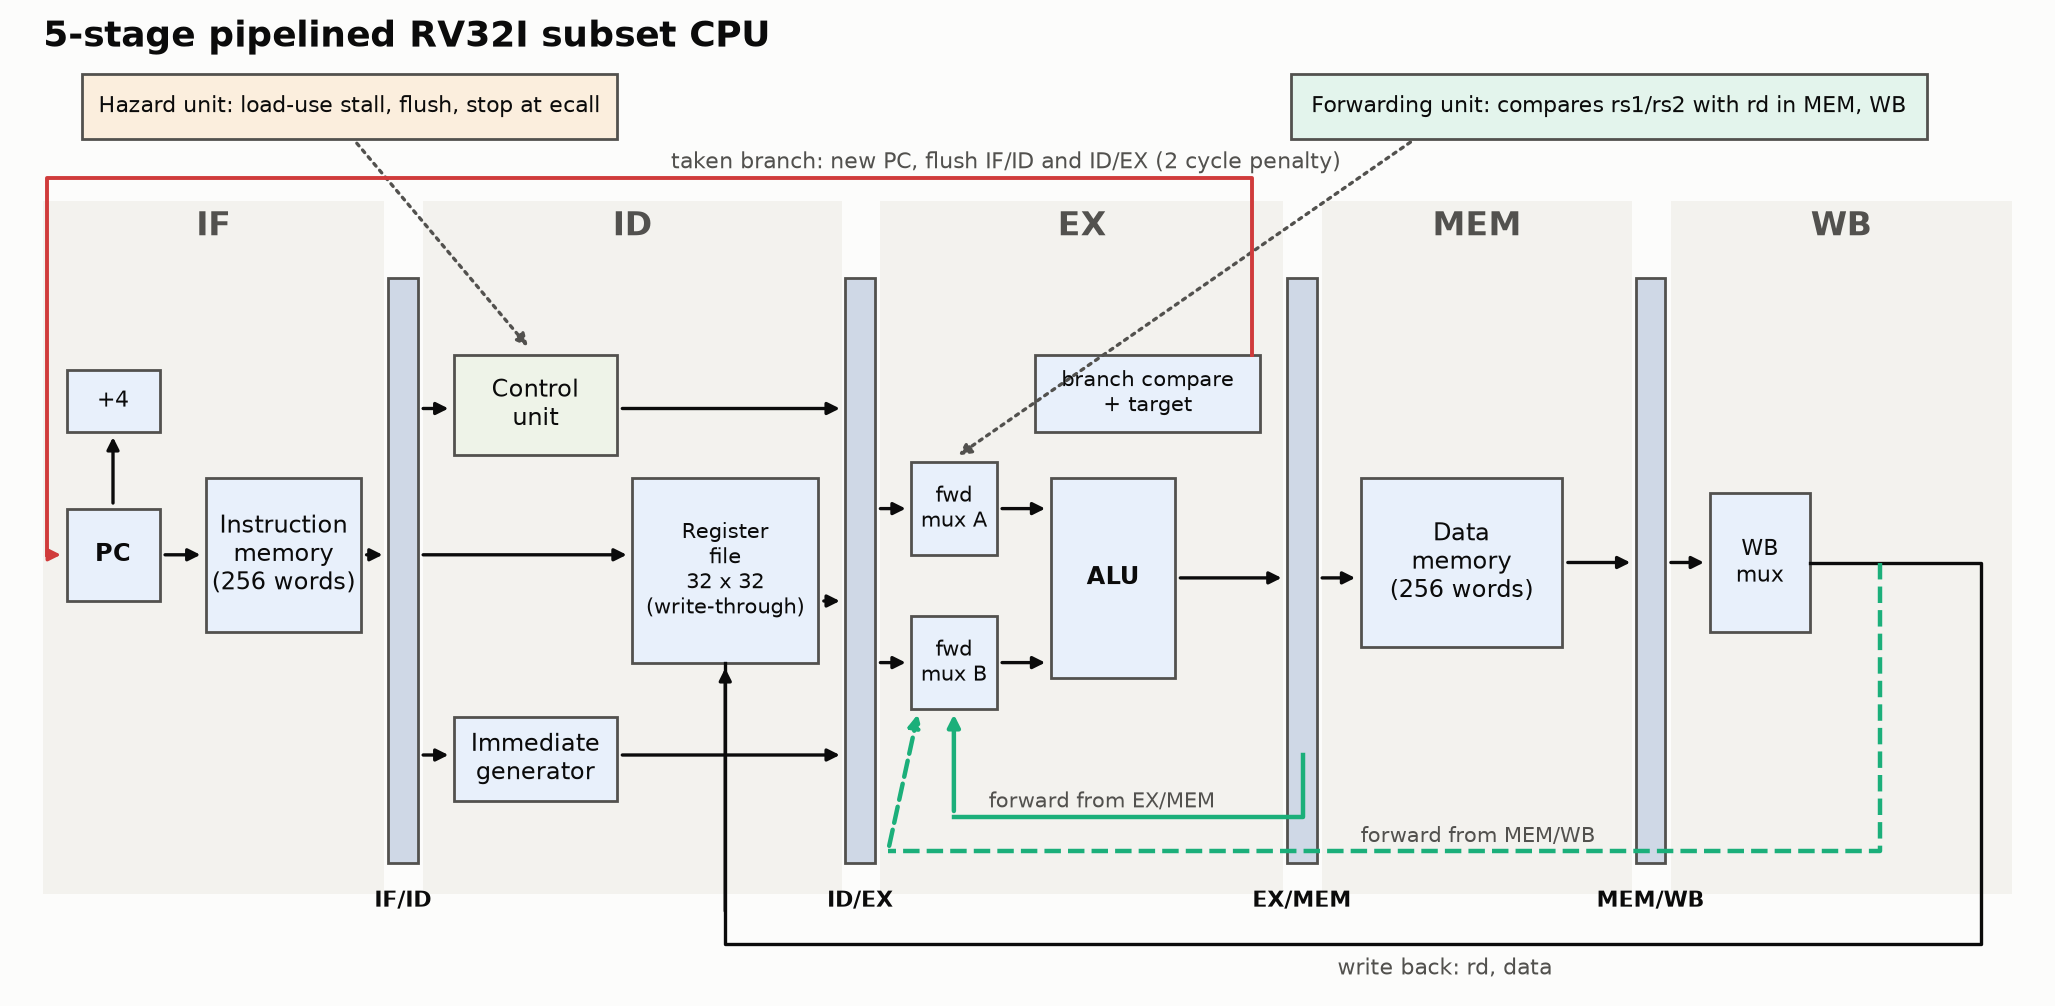 5-stage pipelined RV32I subset CPU
Hazard unit: load-use stall, flush, stop at ecall
Forwarding unit: compares rs1/rs2 with rd in MEM, WB
taken branch: new PC, flush IF/ID and ID/EX (2 cycle penalty)
IF
ID
EX
MEM
WB
+4
PC
Instruction
memory
(256 words)
Control
unit
Register
file
32 x 32
(write-through)
Immediate
generator
branch compare
+ target
fwd
mux A
fwd
mux B
ALU
Data
memory
(256 words)
WB
mux
forward from EX/MEM
forward from MEM/WB
IF/ID
ID/EX
EX/MEM
MEM/WB
write back: rd, data